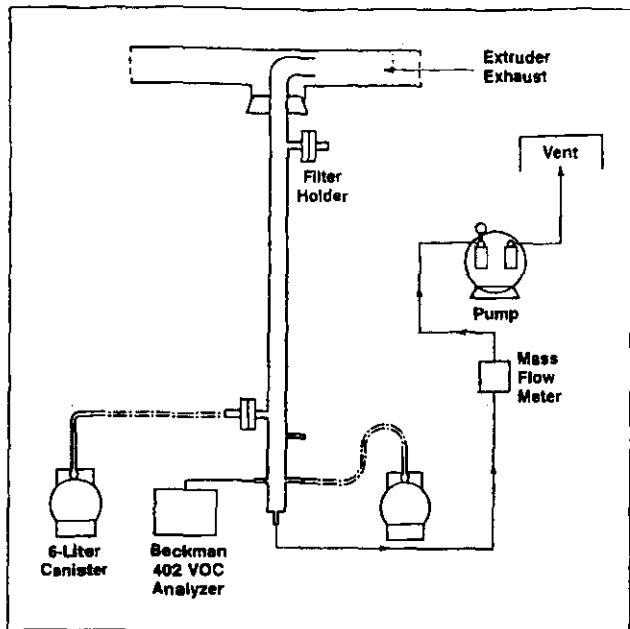 Extruder
Exhaust
Filter
Holder
Vent
Pump
Mass
Flow
Meter
6-Liter
Canister
Beckman
402 VOC
Analyzer